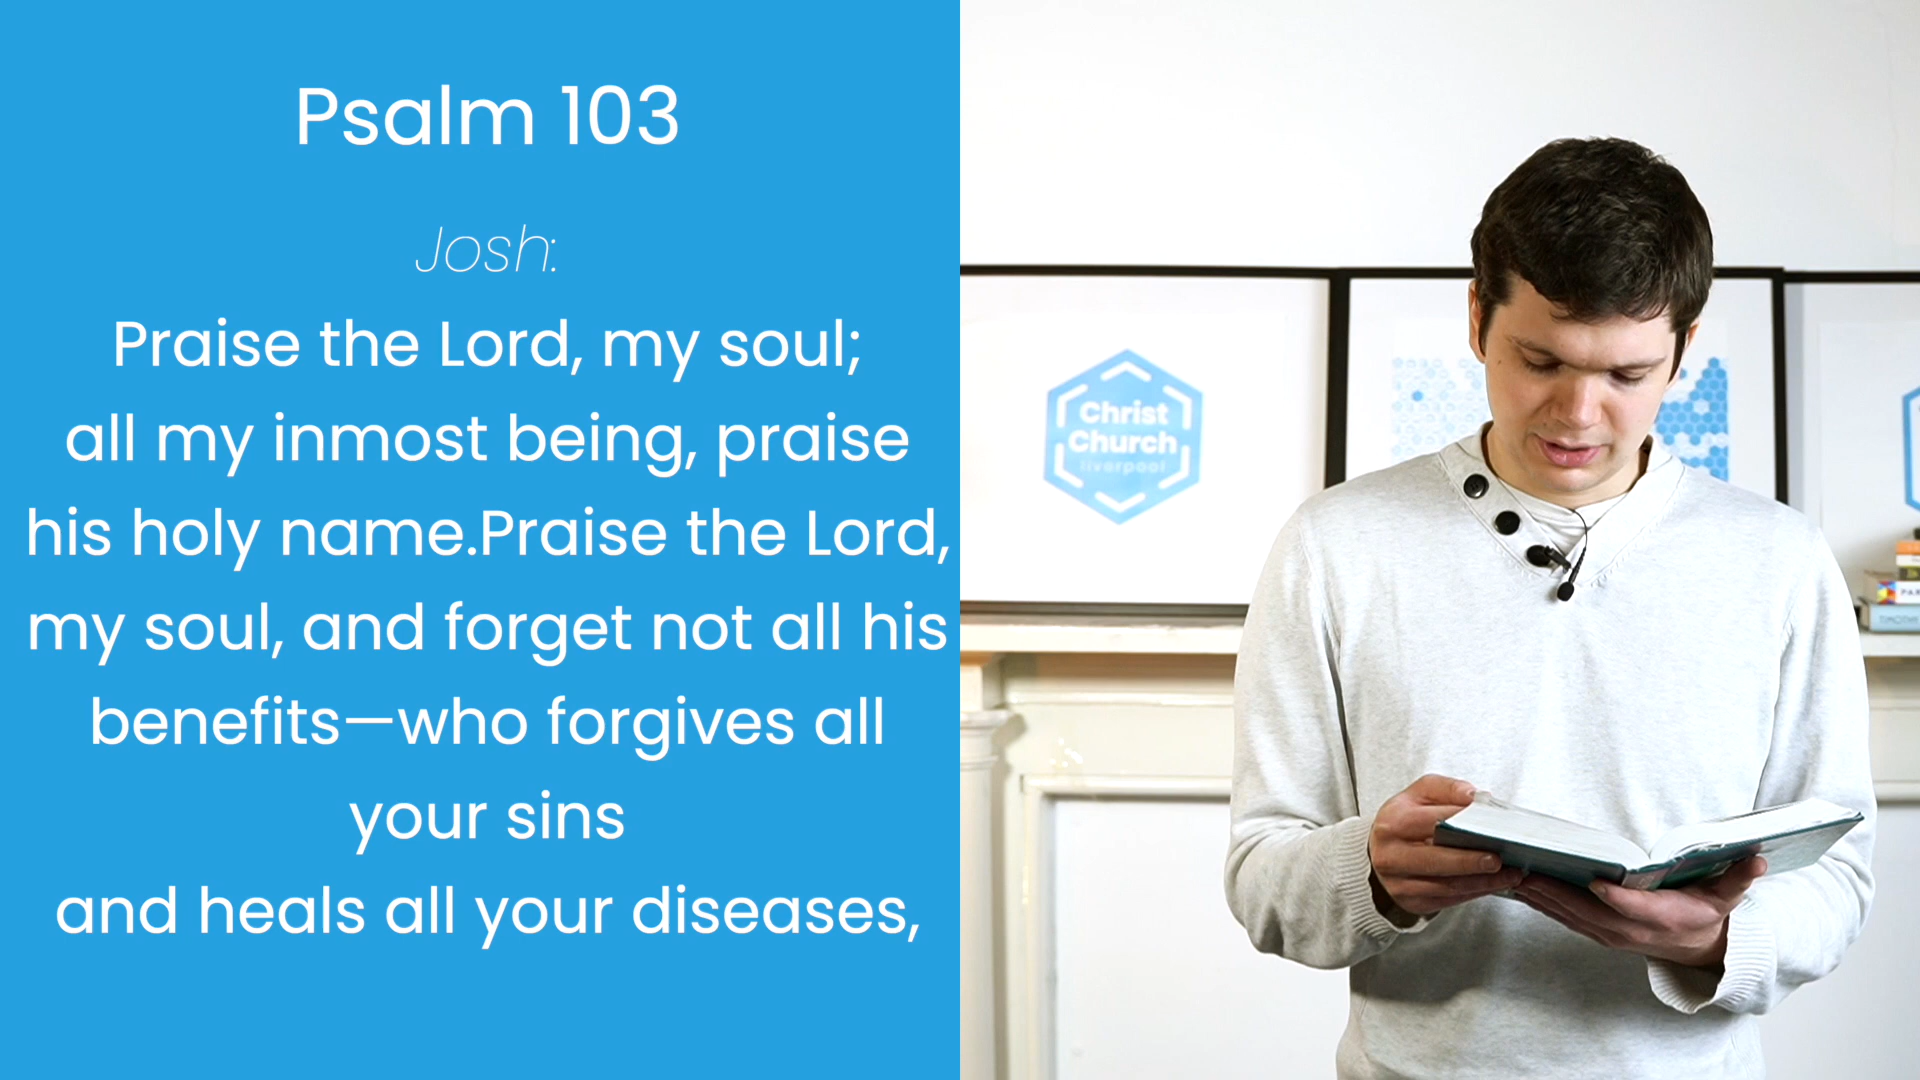 Psalm 103
Josh:
Praise the Lord, my soul;
all my inmost being, praise
his holy name.Praise the Lord,
my soul, and forget not all his
benefits—who forgives all
your sins
and heals all your diseases,
Christ
Church
liverpool